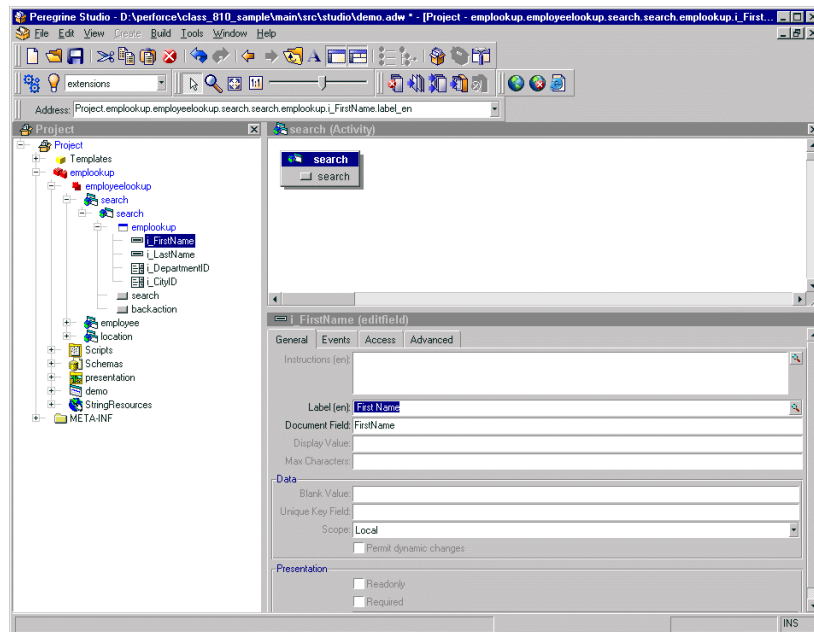 Peregrine Studio - D:\perforce\class_810_sample\main\src\studio\demo.adw * - [Project - emplookup.employeelookup.search.search.emplookup.i_First...
File Edit View Create Build Tools Window Help
extensions
Address: Project.emplookup.employeelookup.search.search.emplookup.i_FirstName.label_en
Project
Project
Templates
emplookup
employeelookup
search
search
emplookup
i_FirstName
i_LastName
i_DepartmentID
i_CityID
search
backaction
employee
location
Scripts
Schemas
presentation
demo
StringResources
META-INF
search (Activity)
search
search
i_FirstName (editfield)
General Events Access Advanced
Instructions (en):
Label (en): First Name
Document Field: FirstName
Display Value:
Max Characters:
Data
Blank Value:
Unique Key Field:
Scope: Local
Permit dynamic changes
Presentation
Readonly
Required
INS